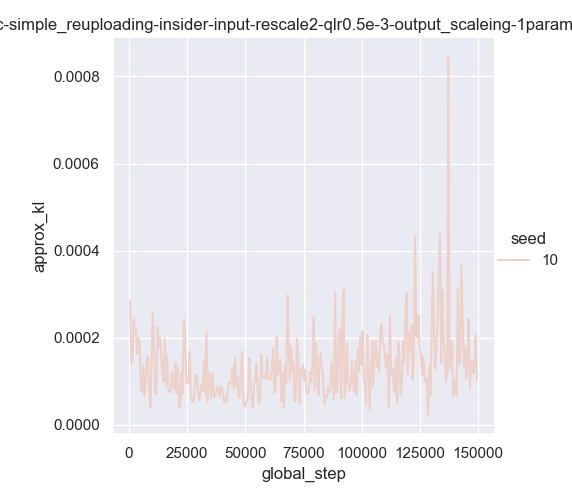 c-simple_reuploading-insider-input-rescale2-qlr0.5e-3-output_scaleing-1param
0.0008
0.0006
0.0004
0.0002
0.0000
approx_kl
seed
10
0 25000 50000 75000 100000 125000 150000
global_step